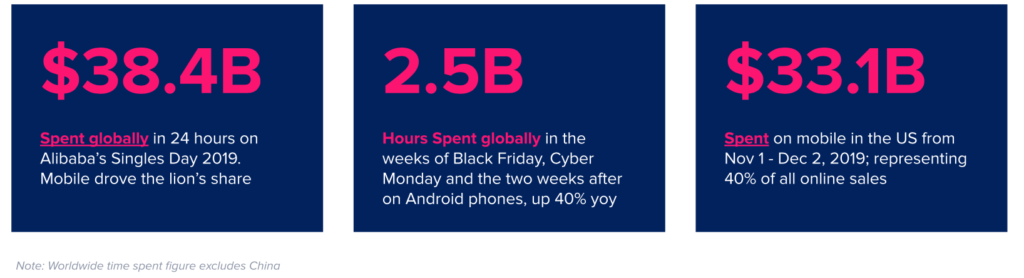 $38.4B
Spent globally in 24 hours on
Alibaba's Singles Day 2019.
Mobile drove the lion's share
2.5B
Hours Spent globally in the
weeks of Black Friday, Cyber
Monday and the two weeks after
on Android phones, up 40% yoy
$33.1B
Spent on mobile in the US from
Nov 1 - Dec 2, 2019; representing
40% of all online sales
Note: Worldwide time spent figure excludes China